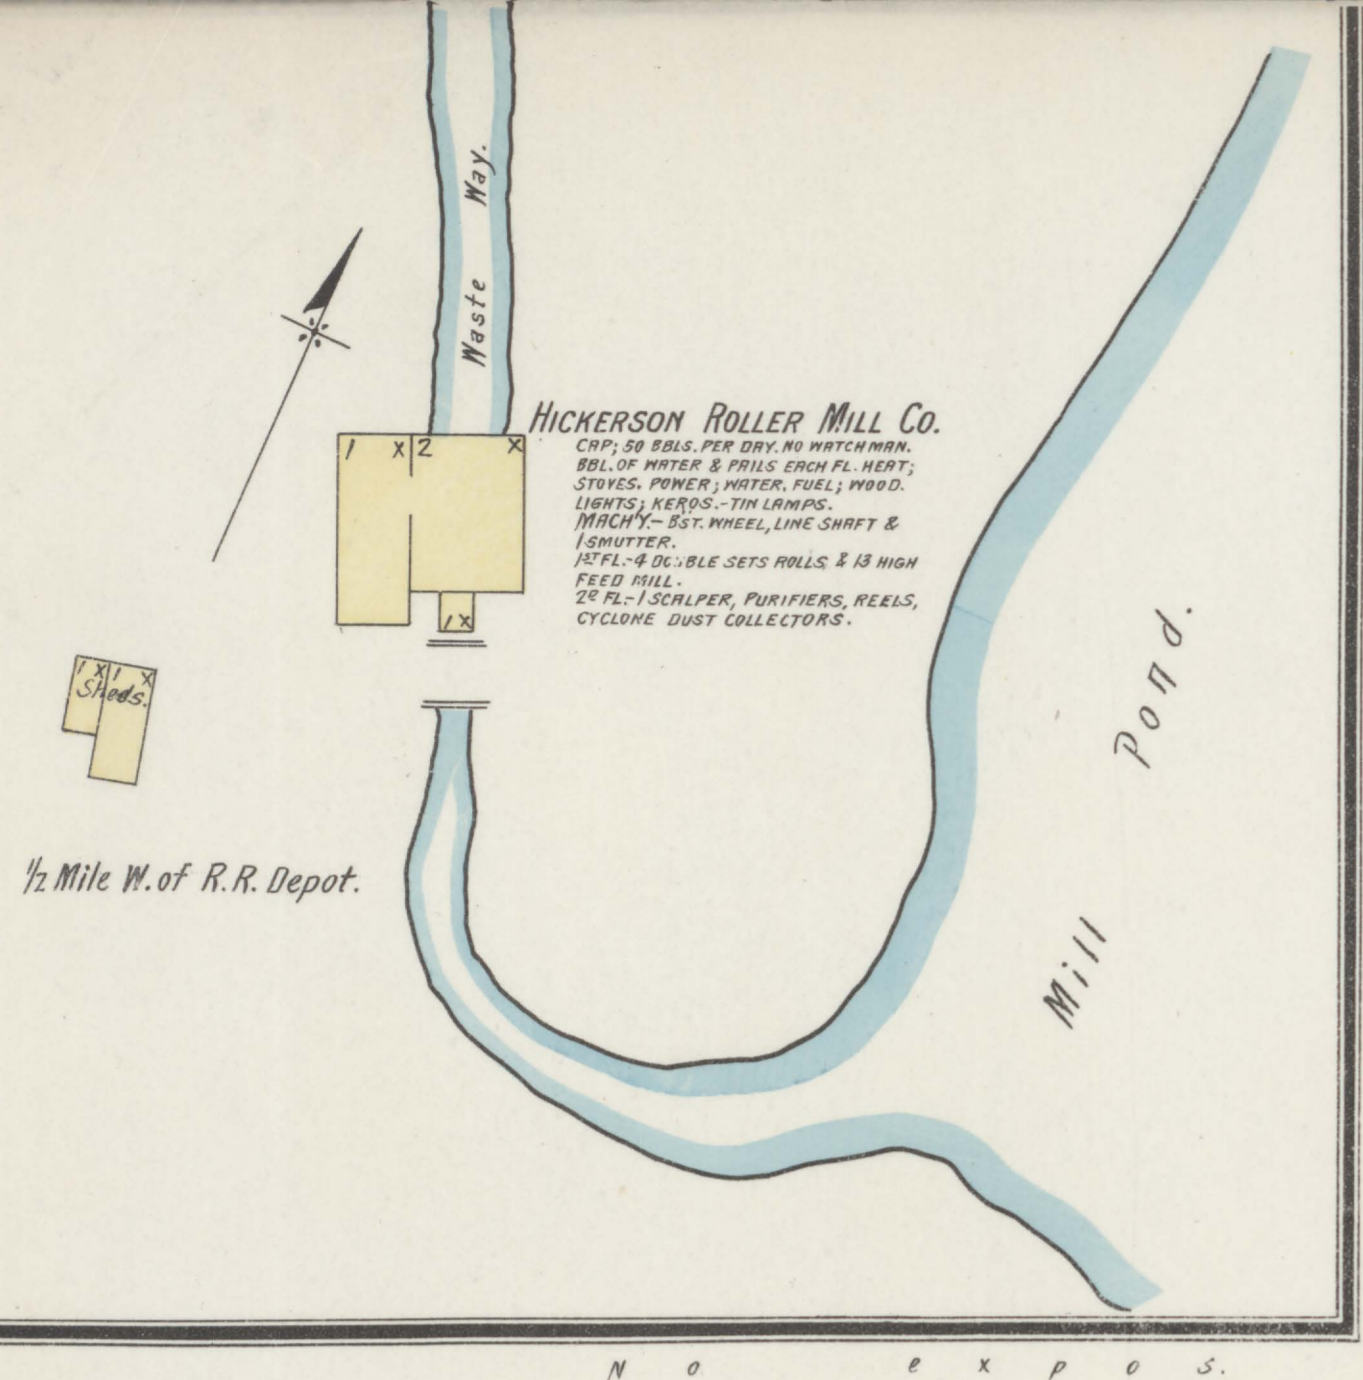 Waste Way.
HICKERSON ROLLER MILL CO.
CAP; 50 BBLS. PER DAY. NO WATCHMAN.
BBL. OF WATER & PAILS EACH FL. HEAT;
STOVES. POWER; WATER. FUEL; WOOD.
LIGHTS; KEROS.-TIN LAMPS.
MACH'Y.- BST. WHEEL, LINE SHAFT &
1 SMUTTER.
1ST FL.-4 DOUBLE SETS ROLLS, & 13 HIGH
FEED MILL.
2D FL.-1 SCALPER, PURIFIERS, REELS,
CYCLONE DUST COLLECTORS.
1 X 2 X
1 X
1 X 1 X
Sheds.
1/2 Mile W. of R.R. Depot.
Mill Pond.
No expos.